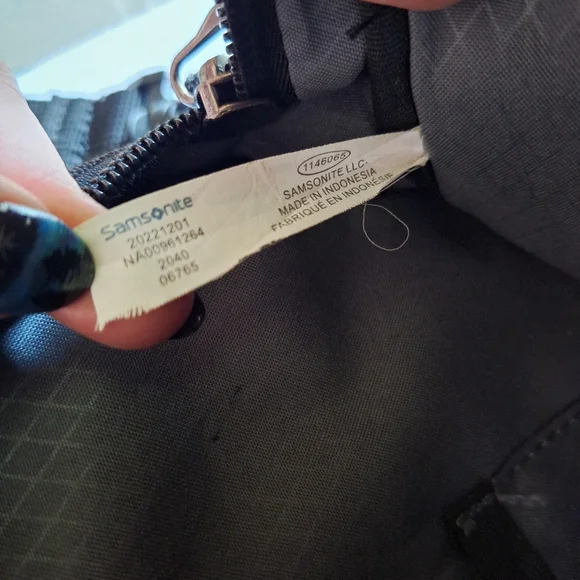 Samsonite
20221201
NA00961264
2040
06765
1146065
SAMSONITE LLC.
MADE IN INDONESIA
FABRIQUÉ EN INDONÉSIE